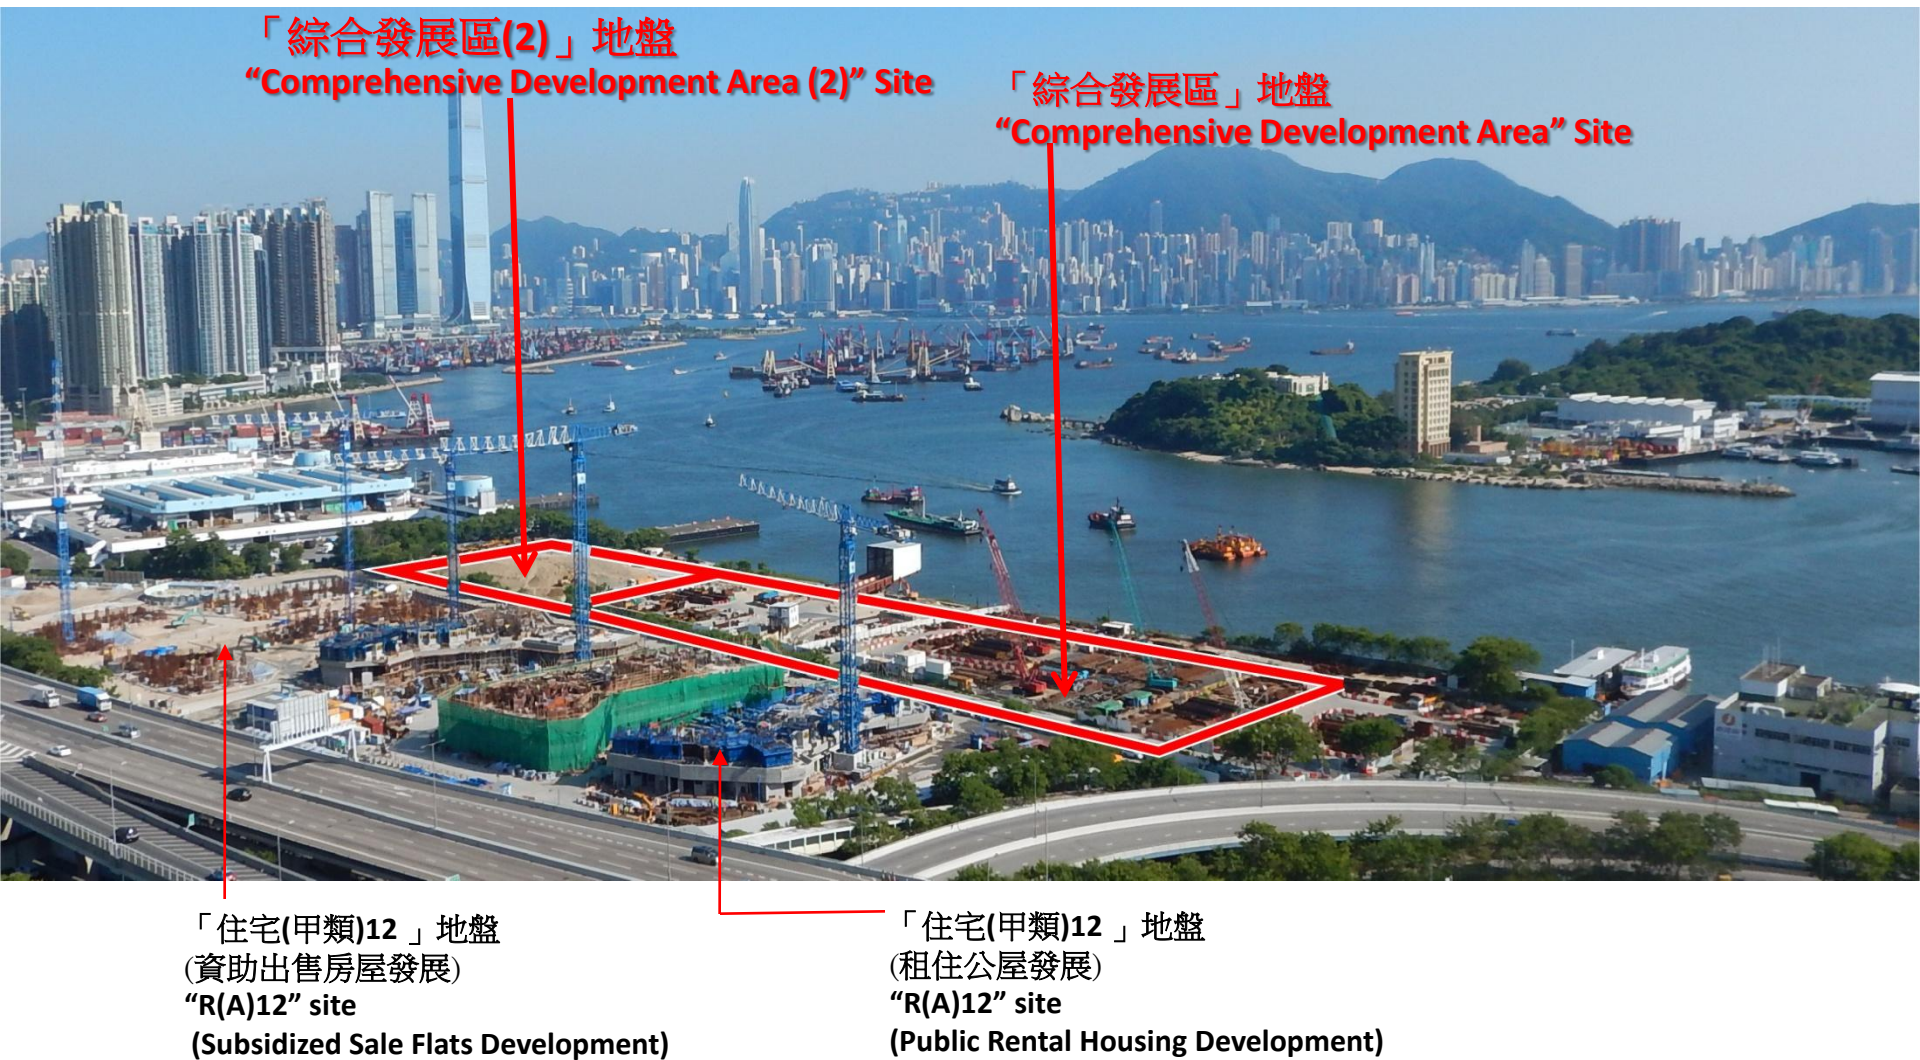 「綜合發展區(2)」地盤
“Comprehensive Development Area (2)” Site
「綜合發展區」地盤
“Comprehensive Development Area” Site
「住宅(甲類)12 」地盤
(資助出售房屋發展)
“R(A)12” site
(Subsidized Sale Flats Development)
「住宅(甲類)12 」地盤
(租住公屋發展)
“R(A)12” site
(Public Rental Housing Development)